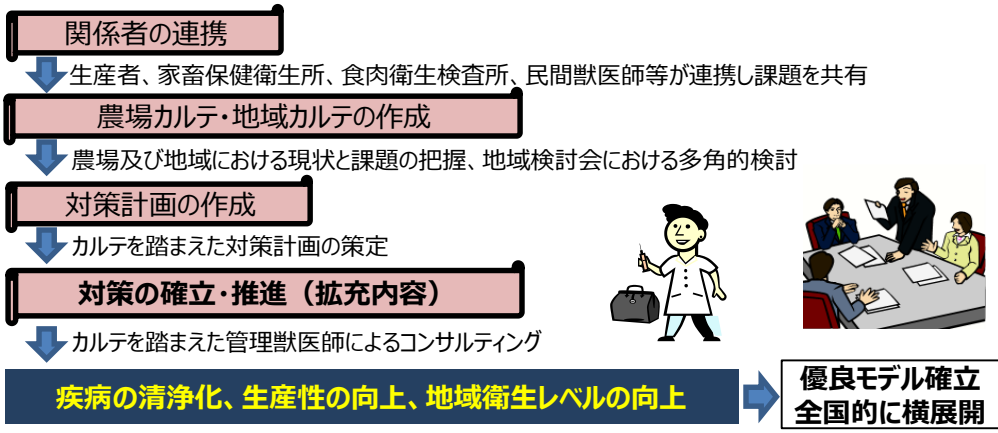 関係者の連携
生産者、家畜保健衛生所、食肉衛生検査所、民間獣医師等が連携し課題を共有
農場カルテ・地域カルテの作成
農場及び地域における現状と課題の把握、地域検討会における多角的検討
対策計画の作成
カルテを踏まえた対策計画の策定
対策の確立・推進（拡充内容）
カルテを踏まえた管理獣医師によるコンサルティング
疾病の清浄化、生産性の向上、地域衛生レベルの向上
優良モデル確立
全国的に横展開